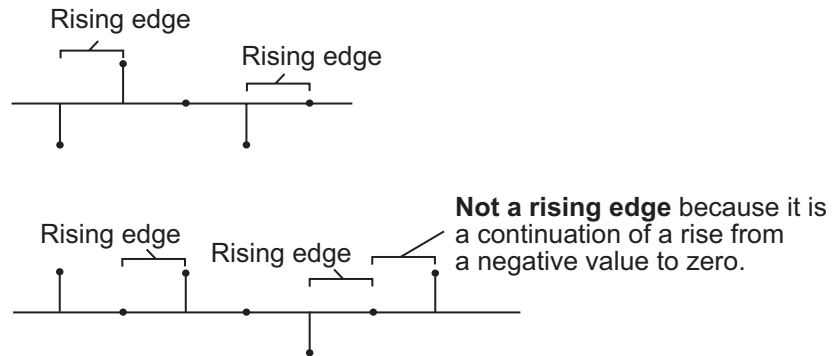 Rising edge
Rising edge
Not a rising edge because it is
a continuation of a rise from
a negative value to zero.
Rising edge
Rising edge